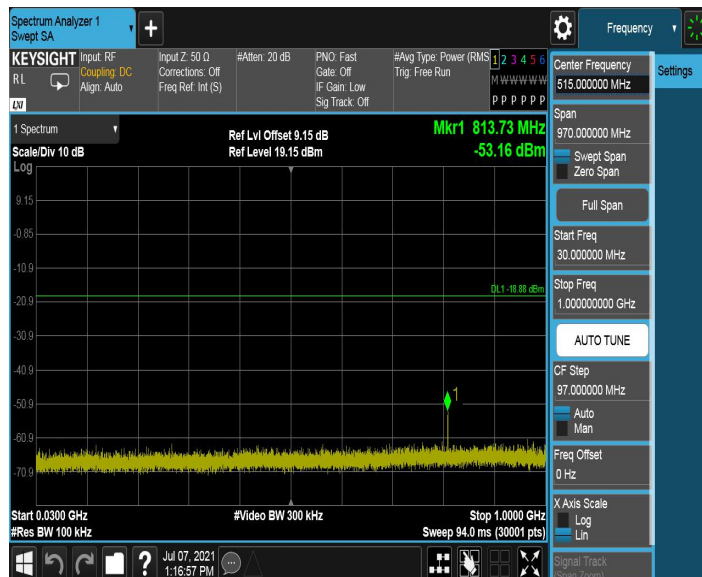 Spectrum Analyzer 1
Swept SA
+
Frequency
KEYSIGHT
RL
LXI
Input: RF
Coupling: DC
Align: Auto
Input Z: 50 Ω
Corrections: Off
Freq Ref: Int (S)
#Atten: 20 dB
PNO: Fast
Gate: Off
IF Gain: Low
Sig Track: Off
#Avg Type: Power (RMS
Trig: Free Run
1 2 3 4 5 6
M W W W W W
P P P P P P
Center Frequency
515.000000 MHz
Settings
Span
970.000000 MHz
Swept Span
Zero Span
Full Span
Start Freq
30.000000 MHz
Stop Freq
1.000000000 GHz
AUTO TUNE
CF Step
97.000000 MHz
Auto
Man
Freq Offset
0 Hz
X Axis Scale
Log
Lin
Signal Track
(Span Zoom)
1 Spectrum
Scale/Div 10 dB
Log
Ref Lvl Offset 9.15 dB
Ref Level 19.15 dBm
Mkr1 813.73 MHz
-53.16 dBm
9.15
-0.85
-10.9
DL1 -18.88 dBm
-20.9
-30.9
-40.9
1
-50.9
-60.9
-70.9
Start 0.0300 GHz
#Res BW 100 kHz
#Video BW 300 kHz
Stop 1.0000 GHz
Sweep 94.0 ms (30001 pts)
?
Jul 07, 2021
1:16:57 PM